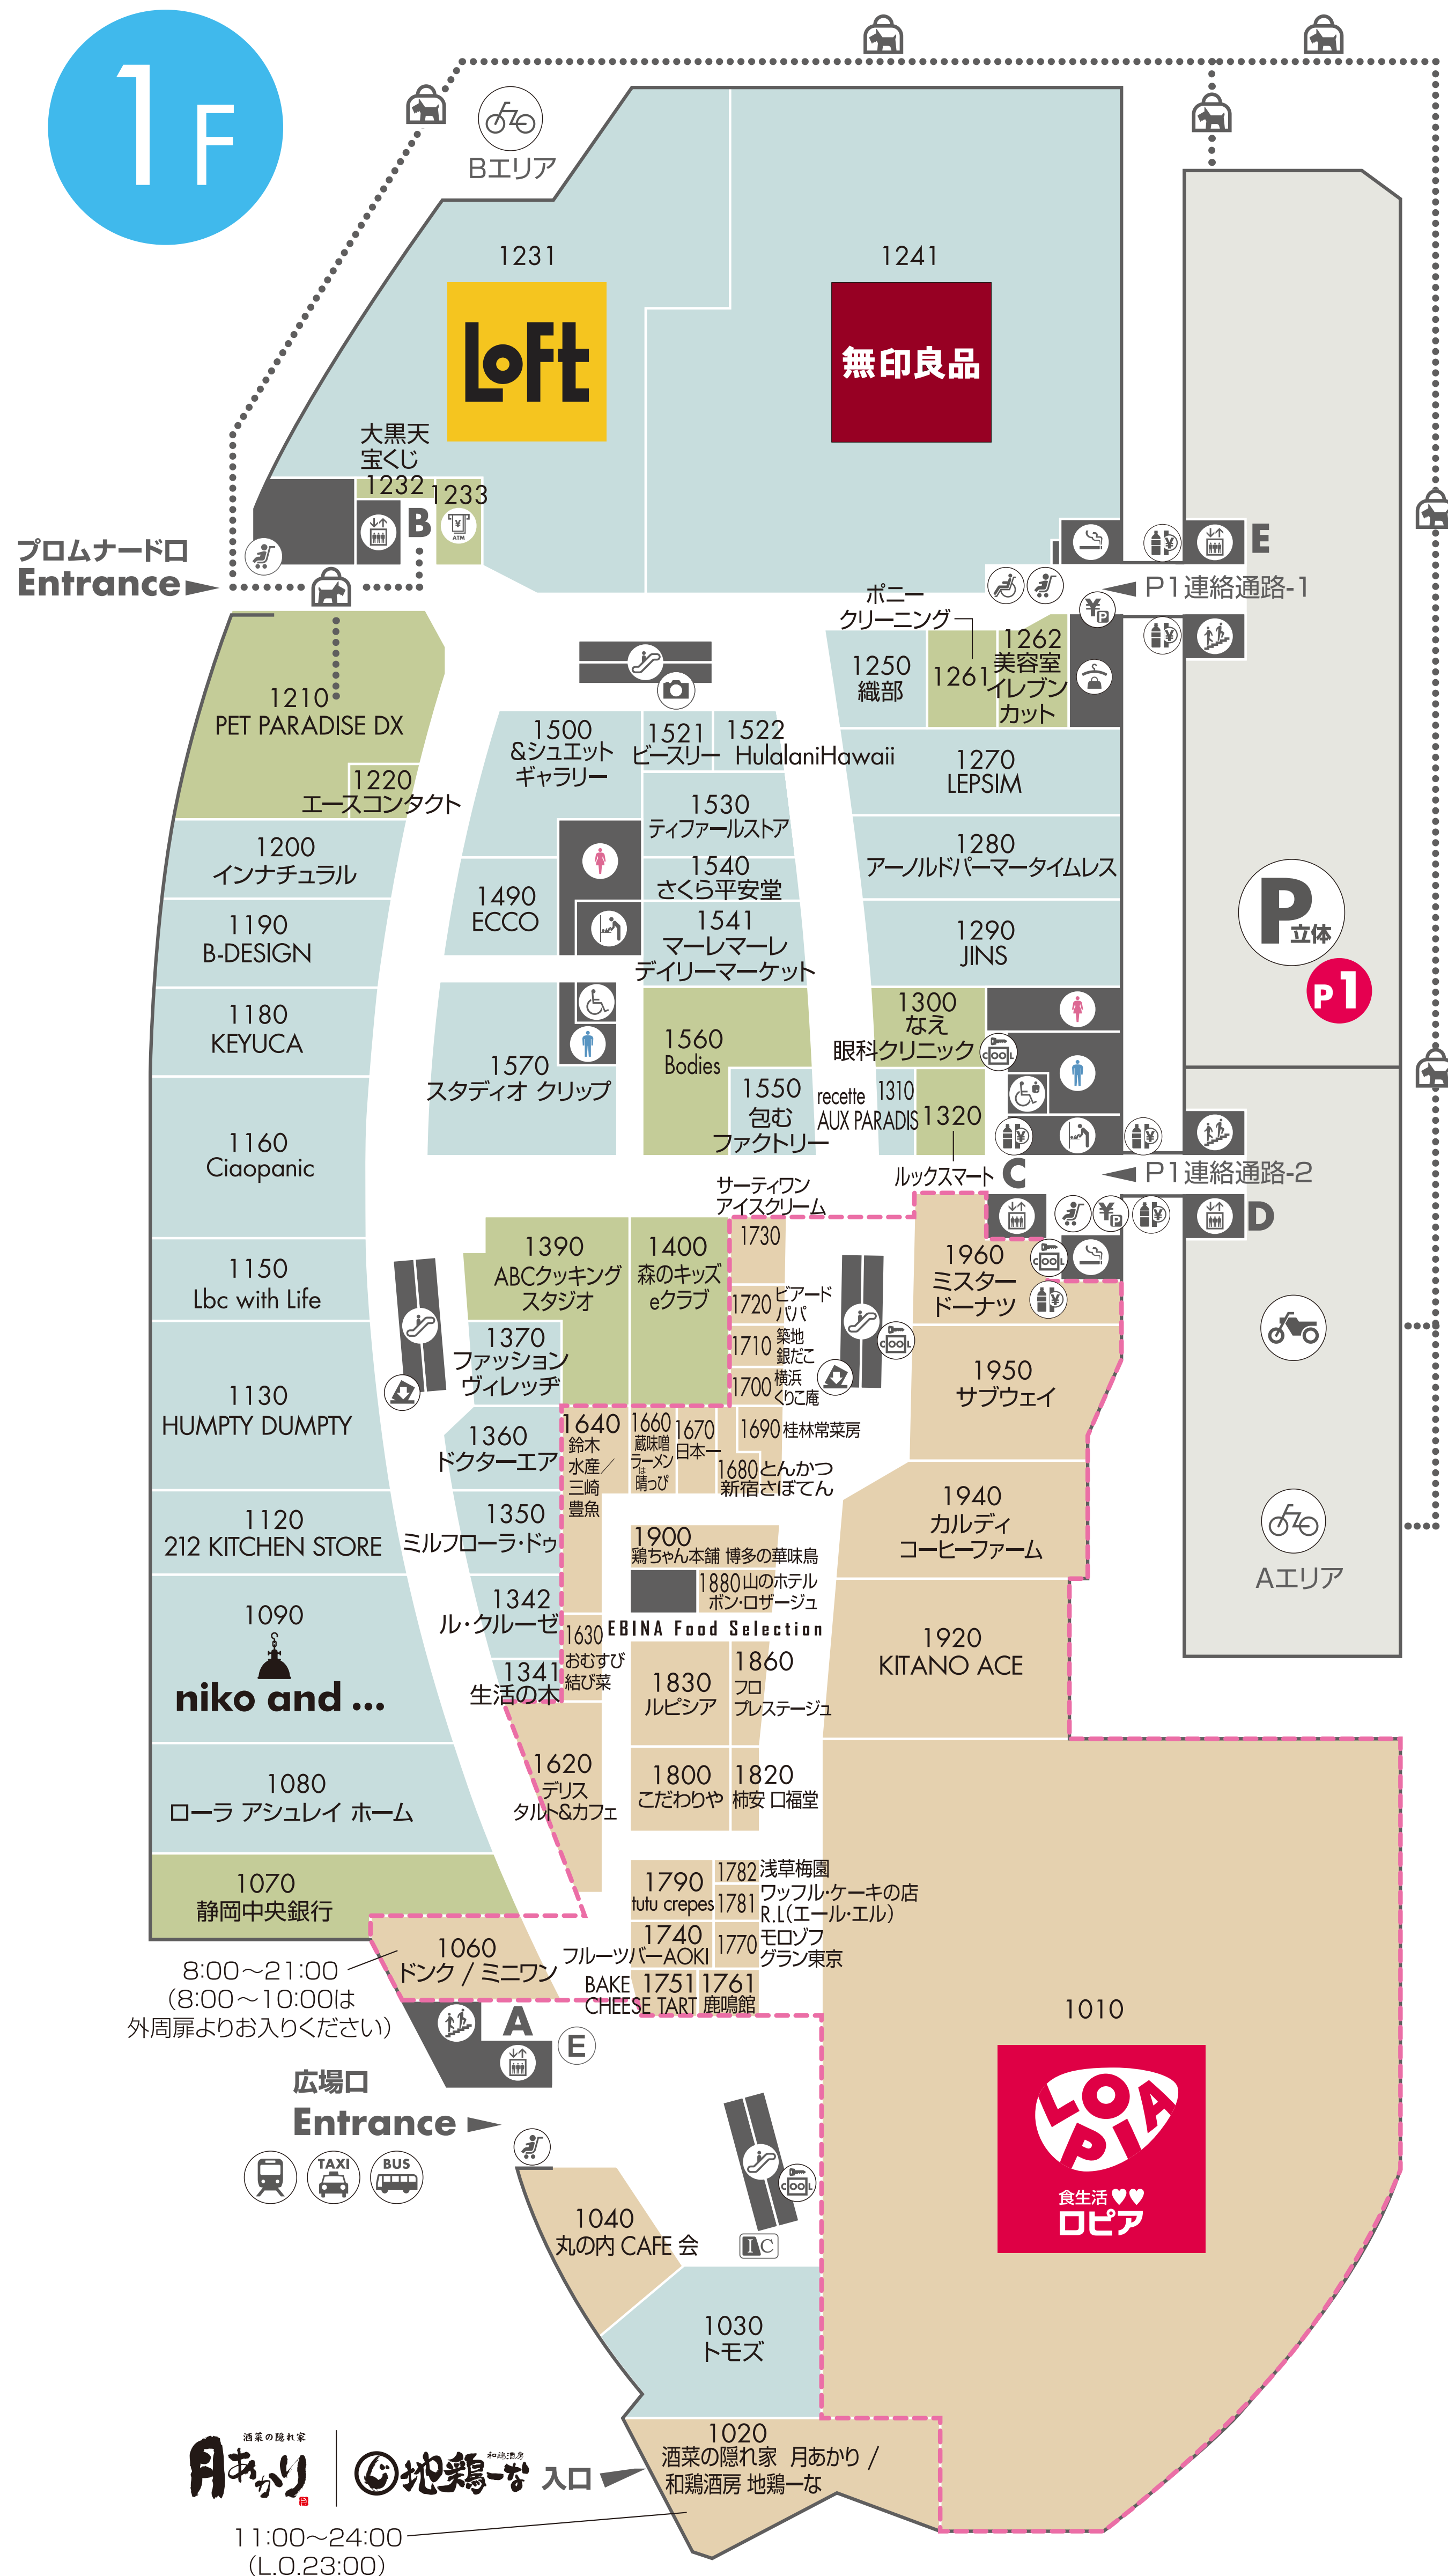 1F
Bエリア
1231
LOFT
1241
無印良品
大黒天
宝くじ
1232
1233
ATM
B
プロムナード口
Entrance
E
P1連絡通路-1
ポニー
クリーニング
1250
織部
1261
1262
美容室
イレブン
カット
1210
PET PARADISE DX
1220
エースコンタクト
1500
&シュエット
ギャラリー
1521
ビースリー
1522
HulalaniHawaii
1270
LEPSIM
1530
ティファールストア
1200
インナチュラル
1280
アーノルドパーマータイムレス
1540
さくら平安堂
1490
ECCO
1190
B-DESIGN
1541
マーレマーレ
デイリーマーケット
1290
JINS
P立体
P1
1180
KEYUCA
1570
スタディオ クリップ
1560
Bodies
1300
なえ
眼科クリニック
COOL
1550
包む
ファクトリー
recette
AUX PARADIS
1310
1320
ルックスマート
1160
Ciaopanic
C
P1連絡通路-2
D
サーティワン
アイスクリーム
1730
1390
ABCクッキング
スタジオ
1400
森のキッズ
eクラブ
1960
ミスター
ドーナツ
COOL
1150
Lbc with Life
1720
ビアード
パパ
1710
築地
銀だこ
COOL
1370
ファッション
ヴィレッヂ
1700
横浜
くりこ庵
1950
サブウェイ
1130
HUMPTY DUMPTY
1360
ドクターエア
1640
鈴木
水産/
三崎
豊魚
1660
蔵味噌
ラーメン
は
晴っぴ
1670
日本一
1690
桂林常菜房
1680
とんかつ
新宿さぼてん
1120
212 KITCHEN STORE
1350
ミルフローラ・ドゥ
1940
カルディ
コーヒーファーム
Aエリア
1900
鶏ちゃん本舗 博多の華味鳥
1880
山のホテル
ボン・ロザージュ
1342
ル・クルーゼ
1090
niko and ...
EBINA Food Selection
1630
おむすび
結び菜
1341
生活の木
1830
ルピシア
1860
フロ
プレステージュ
1920
KITANO ACE
1620
デリス
タルト&カフェ
1800
こだわりや
1820
柿安 口福堂
1080
ローラ アシュレイ ホーム
1070
静岡中央銀行
1790
tutu crepes
1782
浅草梅園
1781
ワッフル・ケーキの店
R.L(エール・エル)
1740
フルーツバーAOKI
1770
モロゾフ
グラン東京
1060
ドンク / ミニワン
BAKE
CHEESE TART
1751
1761
鹿鳴館
8:00〜21:00
(8:00〜10:00は
外周扉よりお入りください)
A
E
広場口
Entrance
TAXI
BUS
1010
LOPIA
食生活♥♥
ロピア
COOL
IC
1040
丸の内 CAFE 会
1030
トモズ
1020
酒菜の隠れ家 月あかり /
和鶏酒房 地鶏一な
酒菜の隠れ家
月あかり
和鶏酒房
地鶏一な
入口
11:00〜24:00
(L.O.23:00)